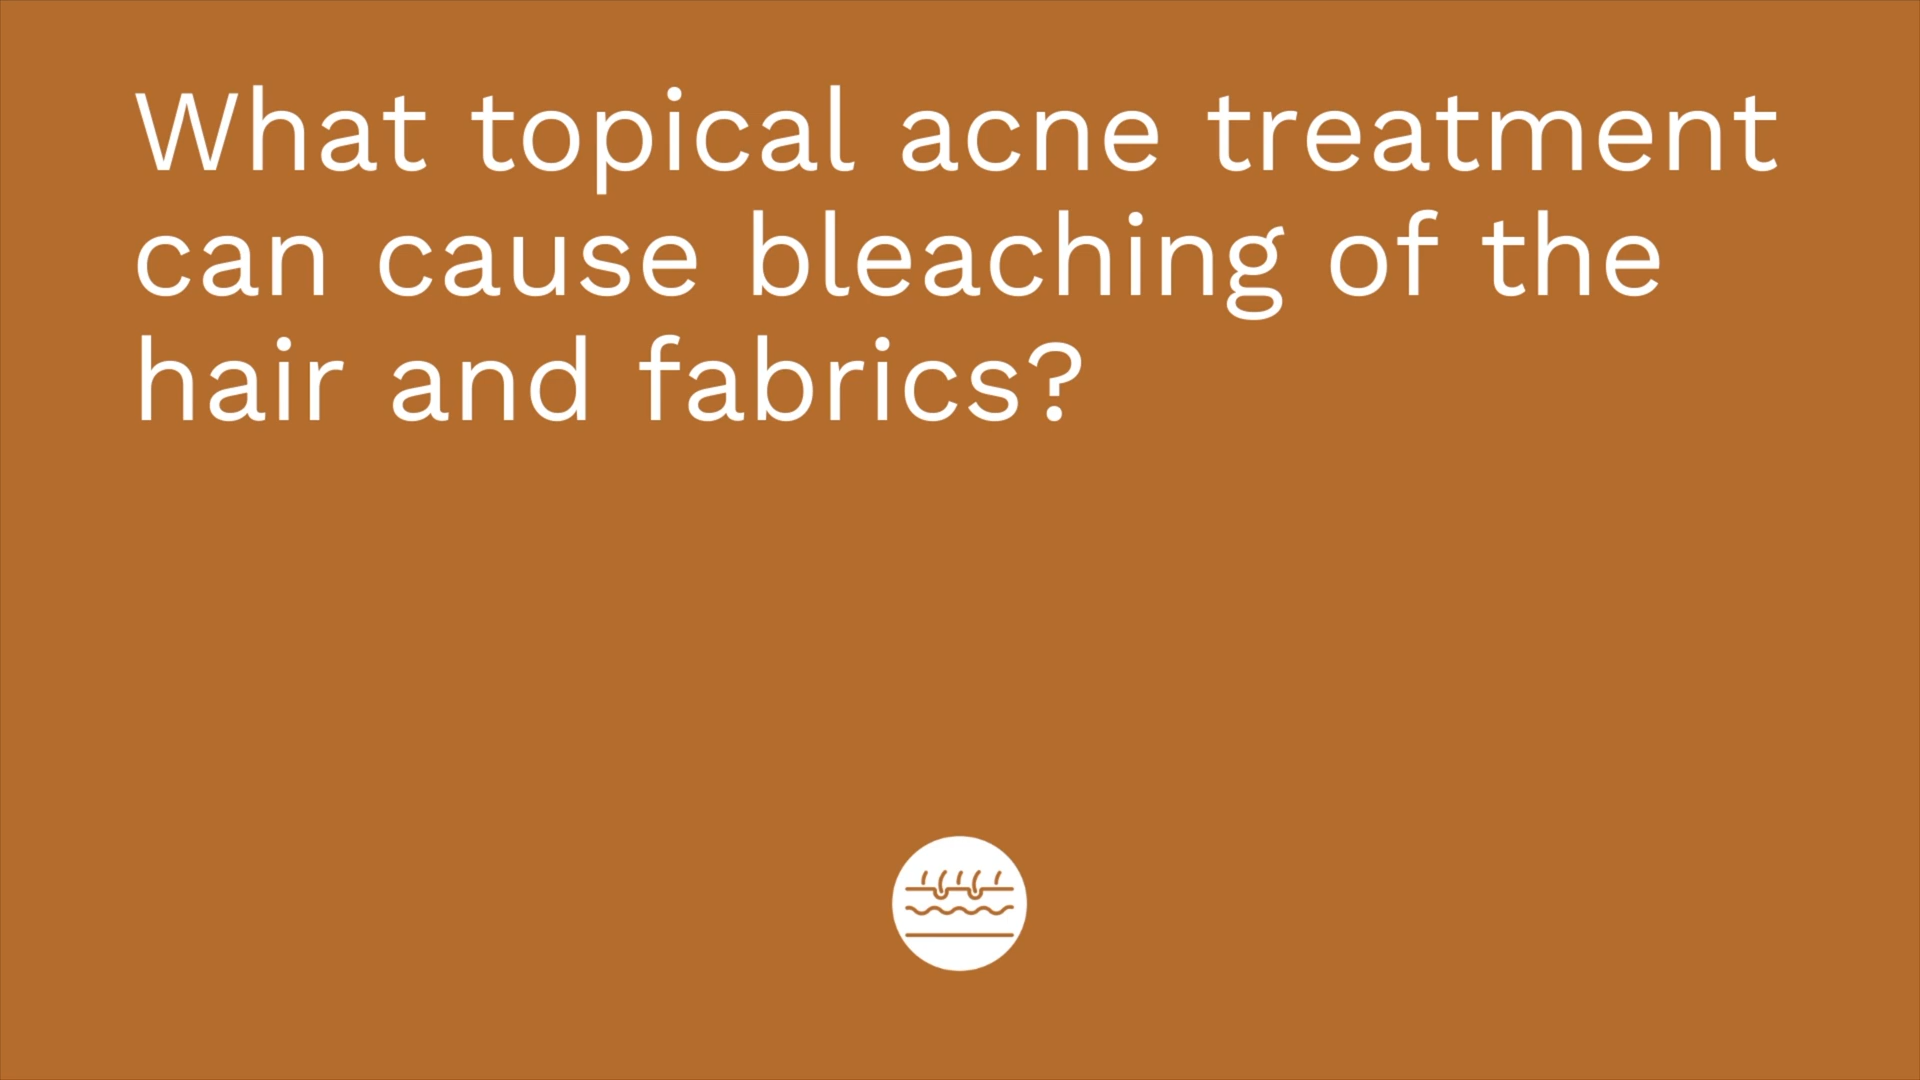 What topical acne treatment
can cause bleaching of the
hair and fabrics?